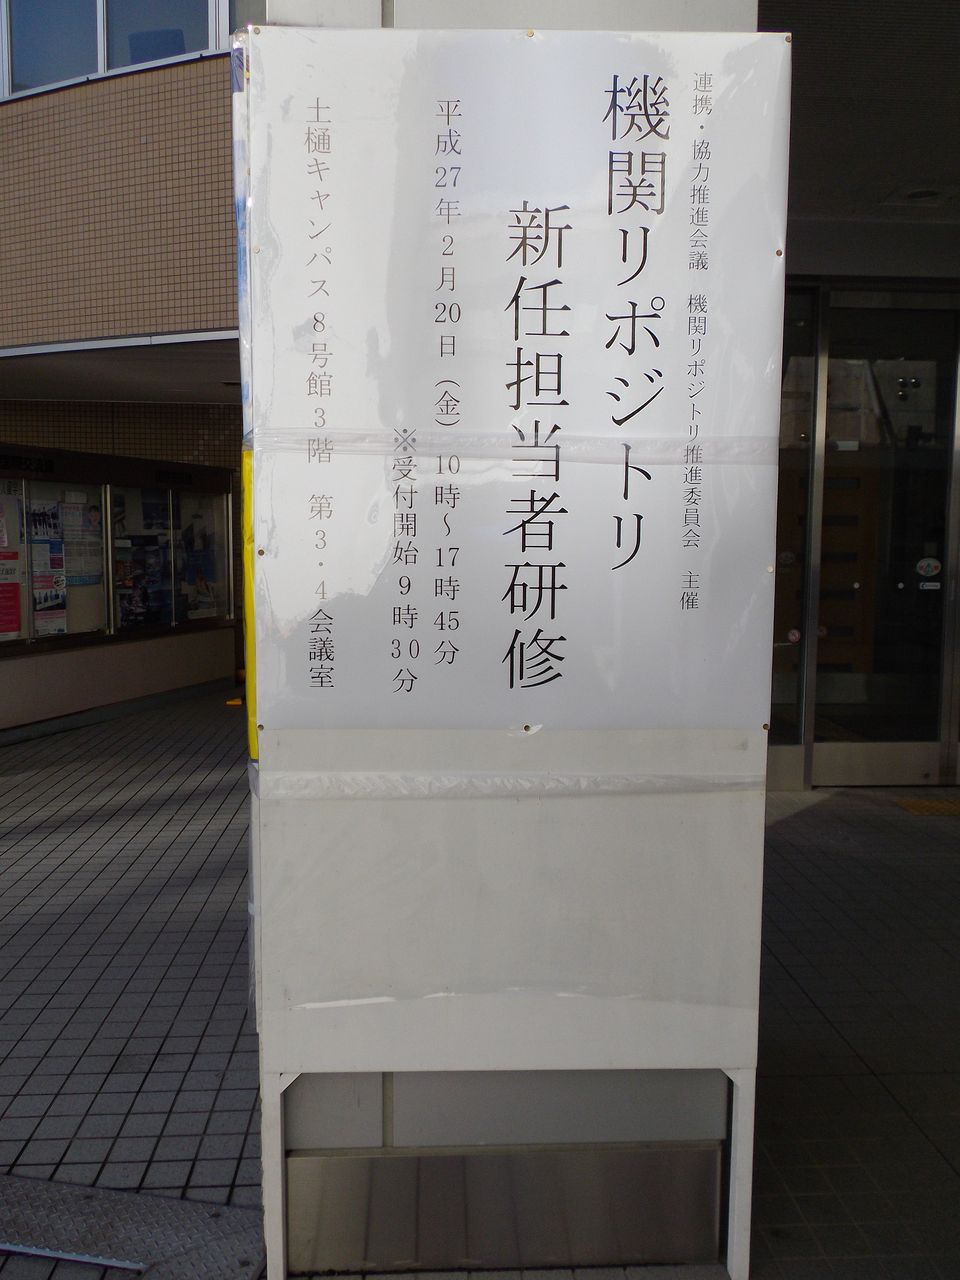 連携・協力推進会議 機関リポジトリ推進委員会 主催
機関リポジトリ
新任担当者研修
平成27年2月20日(金)10時～17時45分
※受付開始9時30分
土樋キャンパス8号館3階 第3・4会議室